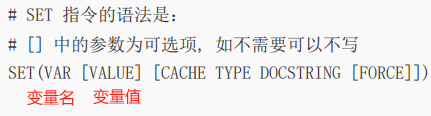 # SET 指令的语法是：
# [] 中的参数为可选项, 如不需要可以不写
SET(VAR [VALUE] [CACHE TYPE DOCSTRING [FORCE]])
变量名 变量值